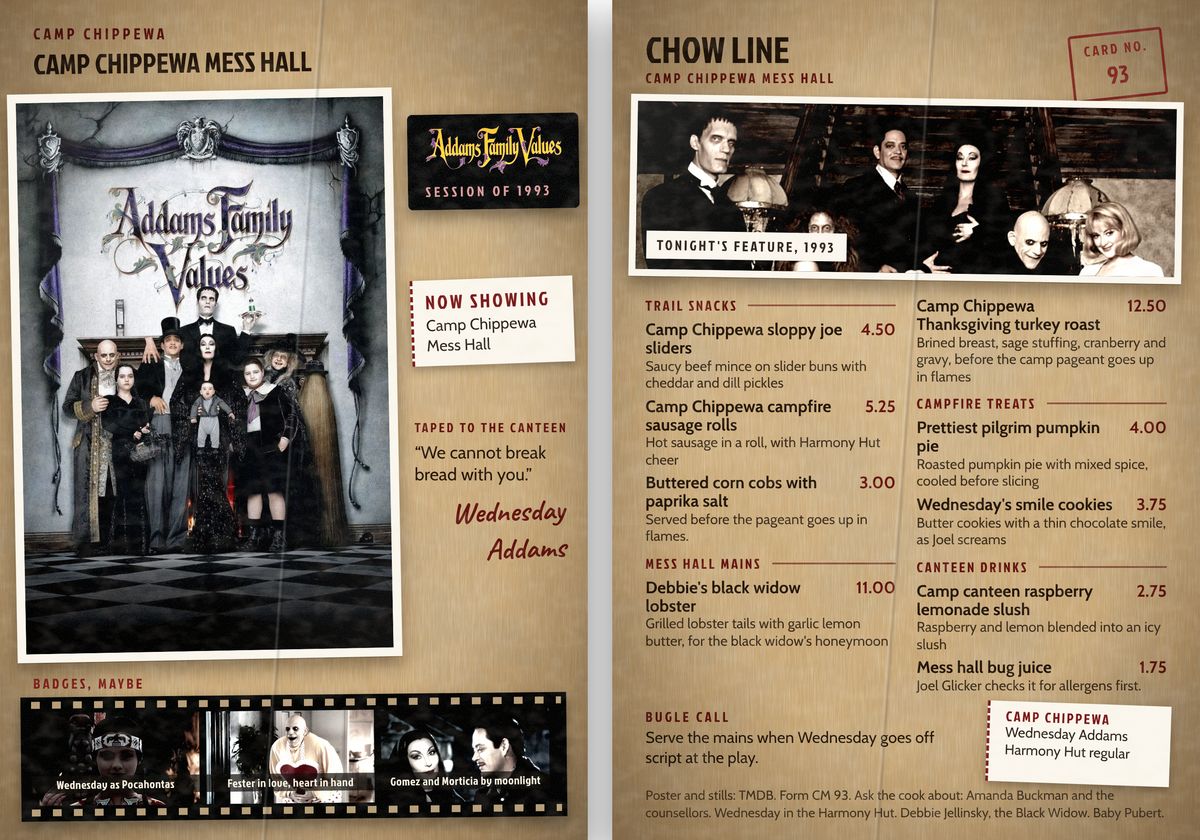 CAMP CHIPPEWA
CAMP CHIPPEWA MESS HALL
Addams Family
Values
Addams Family Values
SESSION OF 1993
NOW SHOWING
Camp Chippewa
Mess Hall
TAPED TO THE CANTEEN
“We cannot break
bread with you.”
Wednesday
Addams
BADGES, MAYBE
Wednesday as Pocahontas
Fester in love, heart in hand
Gomez and Morticia by moonlight
CHOW LINE
CAMP CHIPPEWA MESS HALL
CARD NO.
93
TONIGHT'S FEATURE, 1993
TRAIL SNACKS
Camp Chippewa sloppy joe 4.50
sliders
Saucy beef mince on slider buns with
cheddar and dill pickles
Camp Chippewa campfire 5.25
sausage rolls
Hot sausage in a roll, with Harmony Hut
cheer
Buttered corn cobs with 3.00
paprika salt
Served before the pageant goes up in
flames.
MESS HALL MAINS
Debbie's black widow 11.00
lobster
Grilled lobster tails with garlic lemon
butter, for the black widow's honeymoon
Camp Chippewa 12.50
Thanksgiving turkey roast
Brined breast, sage stuffing, cranberry and
gravy, before the camp pageant goes up
in flames
CAMPFIRE TREATS
Prettiest pilgrim pumpkin 4.00
pie
Roasted pumpkin pie with mixed spice,
cooled before slicing
Wednesday's smile cookies 3.75
Butter cookies with a thin chocolate smile,
as Joel screams
CANTEEN DRINKS
Camp canteen raspberry 2.75
lemonade slush
Raspberry and lemon blended into an icy
slush
Mess hall bug juice 1.75
Joel Glicker checks it for allergens first.
BUGLE CALL
Serve the mains when Wednesday goes off
script at the play.
CAMP CHIPPEWA
Wednesday Addams
Harmony Hut regular
Poster and stills: TMDB. Form CM 93. Ask the cook about: Amanda Buckman and the
counsellors. Wednesday in the Harmony Hut. Debbie Jellinsky, the Black Widow. Baby Pubert.